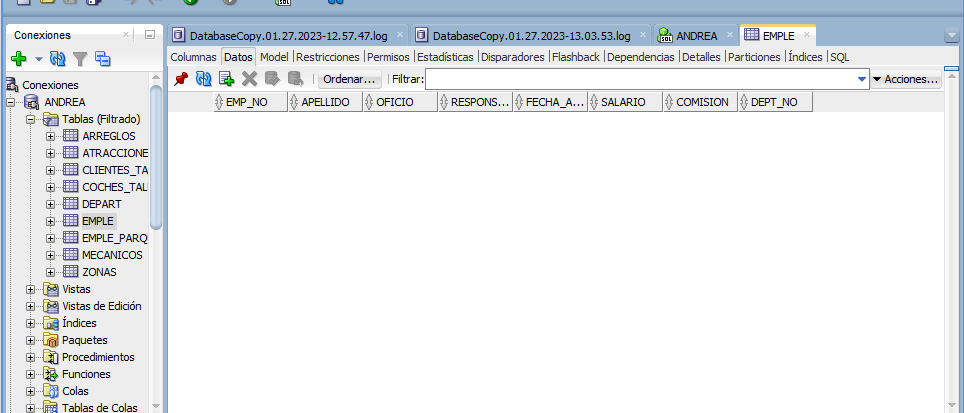 Conexiones
DatabaseCopy.01.27.2023-12.57.47.log
DatabaseCopy.01.27.2023-13.03.53.log
ANDREA
EMPLE
Columnas Datos Model Restricciones Permisos Estadísticas Disparadores Flashback Dependencias Detalles Particiones Índices SQL
Ordenar... Filtrar: Acciones...
EMP_NO APELLIDO OFICIO RESPONS... FECHA_A... SALARIO COMISION DEPT_NO
Conexiones
ANDREA
Tablas (Filtrado)
ARREGLOS
ATRACCIONE
CLIENTES_TA
COCHES_TAL
DEPART
EMPLE
EMPLE_PARQ
MECANICOS
ZONAS
Vistas
Vistas de Edición
Índices
Paquetes
Procedimientos
Funciones
Colas
Tablas de Colas